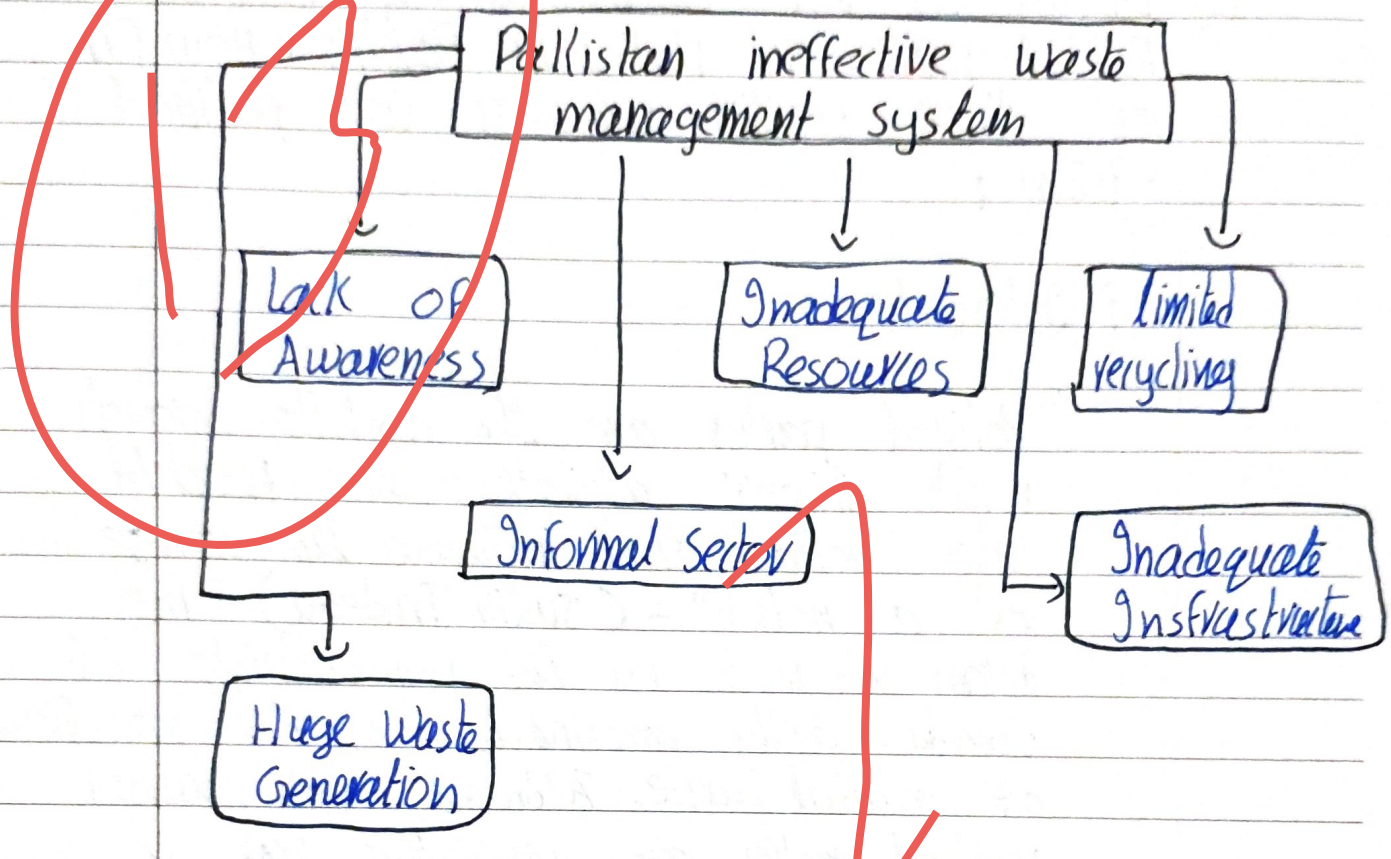 Pakistan ineffective waste
management system
Lack of
Awareness
Inadequate
Resources
limited
recycling
Informal Sector
Inadequate
Insfrastructure
Huge Waste
Generation
13